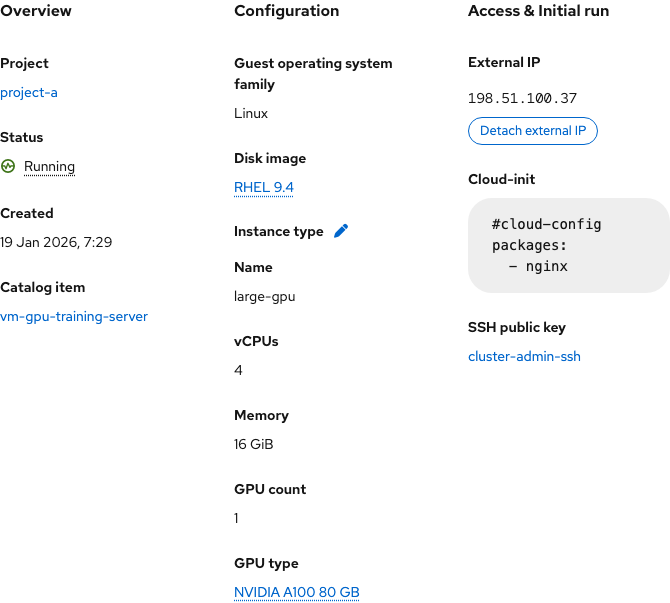 Overview
Project
project-a
Status
Running
Created
19 Jan 2026, 7:29
Catalog item
vm-gpu-training-server
Configuration
Guest operating system
family
Linux
Disk image
RHEL 9.4
Instance type
Name
large-gpu
vCPUs
4
Memory
16 GiB
GPU count
1
GPU type
NVIDIA A100 80 GB
Access & Initial run
External IP
198.51.100.37
Detach external IP
Cloud-init
#cloud-config
packages:
  - nginx
SSH public key
cluster-admin-ssh